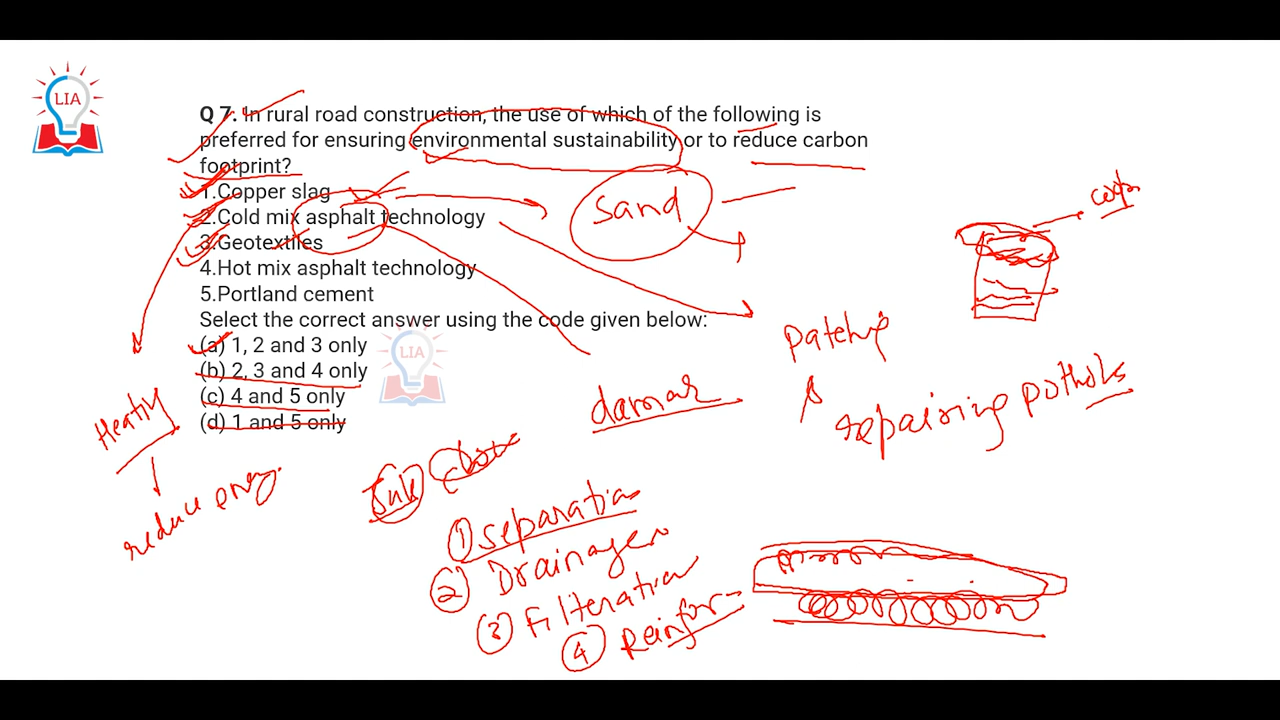 LIA
Q 7. In rural road construction, the use of which of the following is
preferred for ensuring environmental sustainability or to reduce carbon
footprint?
1.Copper slag
2.Cold mix asphalt technology
3.Geotextiles
4.Hot mix asphalt technology
5.Portland cement
Select the correct answer using the code given below:
(a) 1, 2 and 3 only
(b) 2, 3 and 4 only
(c) 4 and 5 only
(d) 1 and 5 only
LIA
Sand
damar
repairing potholes
Heating
reduce
① Separation
②
③
④ Reinfor-